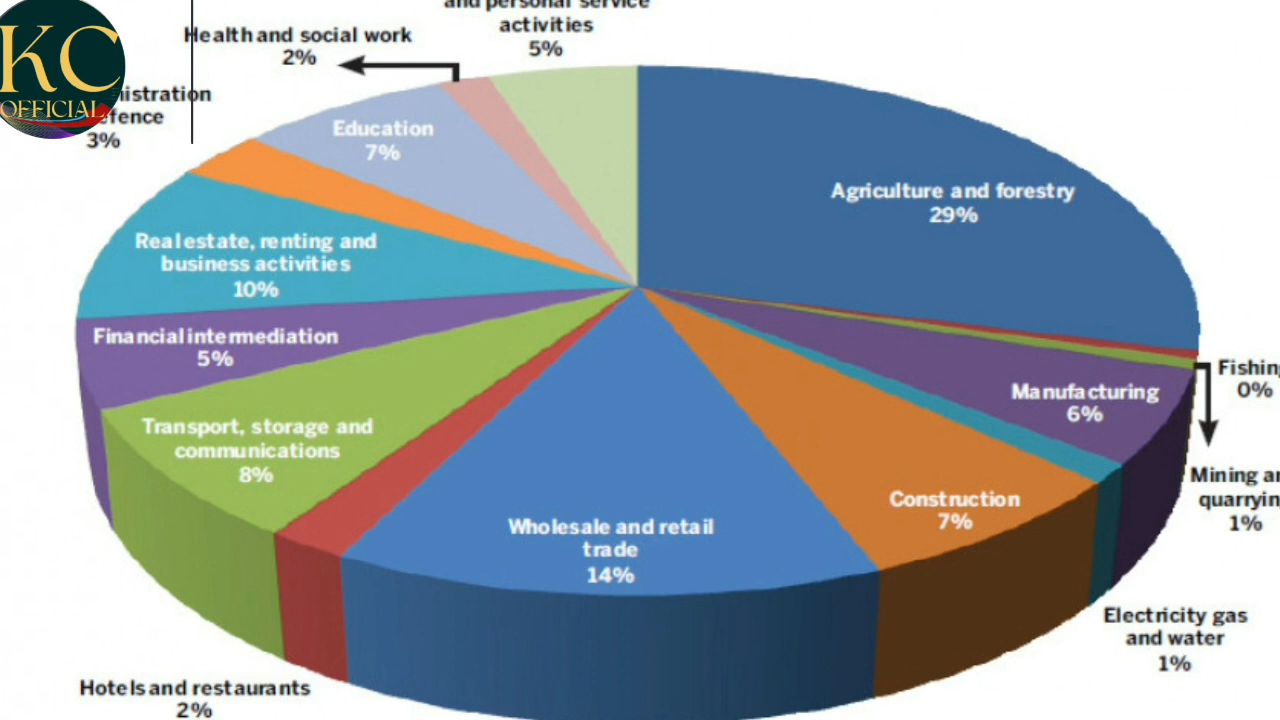 KC
OFFICIAL
and personal service
activities
5%
Health and social work
2%
3%
Education
7%
Agriculture and forestry
29%
Real estate, renting and
business activities
10%
Financial intermediation
5%
Transport, storage and
communications
8%
Hotels and restaurants
2%
Wholesale and retail
trade
14%
Construction
7%
Manufacturing
6%
Fishing
0%
Mining
1%
Electricity gas
and water
1%